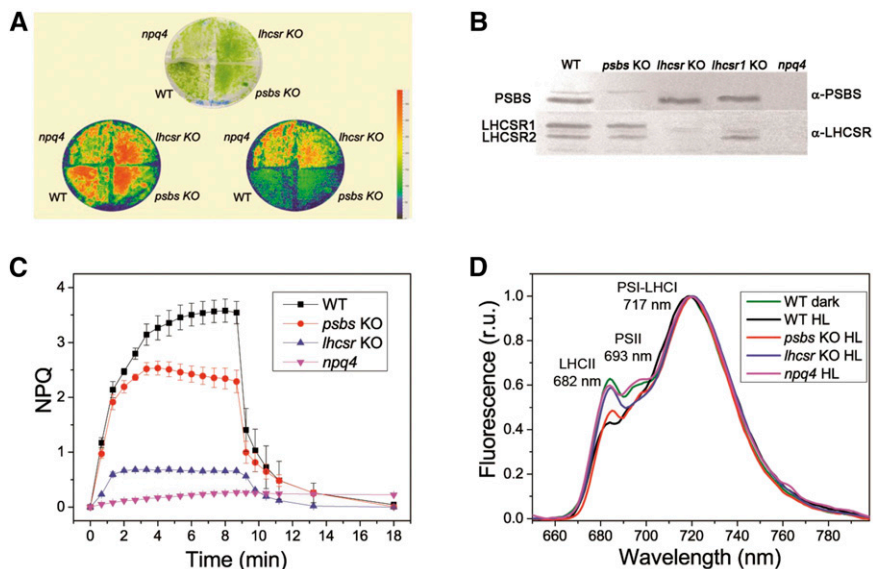 A
npq4
lhcsr KO
WT
psbs KO
npq4
lhcsr KO
WT
psbs KO
npq4
lhcsr KO
WT
psbs KO
B
WT
psbs KO
lhcsr KO
lhcsr1 KO
npq4
PSBS
α-PSBS
LHCSR1
LHCSR2
α-LHCSR
C
NPQ
4
3
2
1
0
WT
psbs KO
lhcsr KO
npq4
0 2 4 6 8 10 12 14 16 18
Time (min)
D
Fluorescence (r.u.)
1.0
0.8
0.6
0.4
0.2
0.0
PSI-LHCI
717 nm
PSII
693 nm
LHCII
682 nm
WT dark
WT HL
psbs KO HL
lhcsr KO HL
npq4 HL
660 680 700 720 740 760 780
Wavelength (nm)